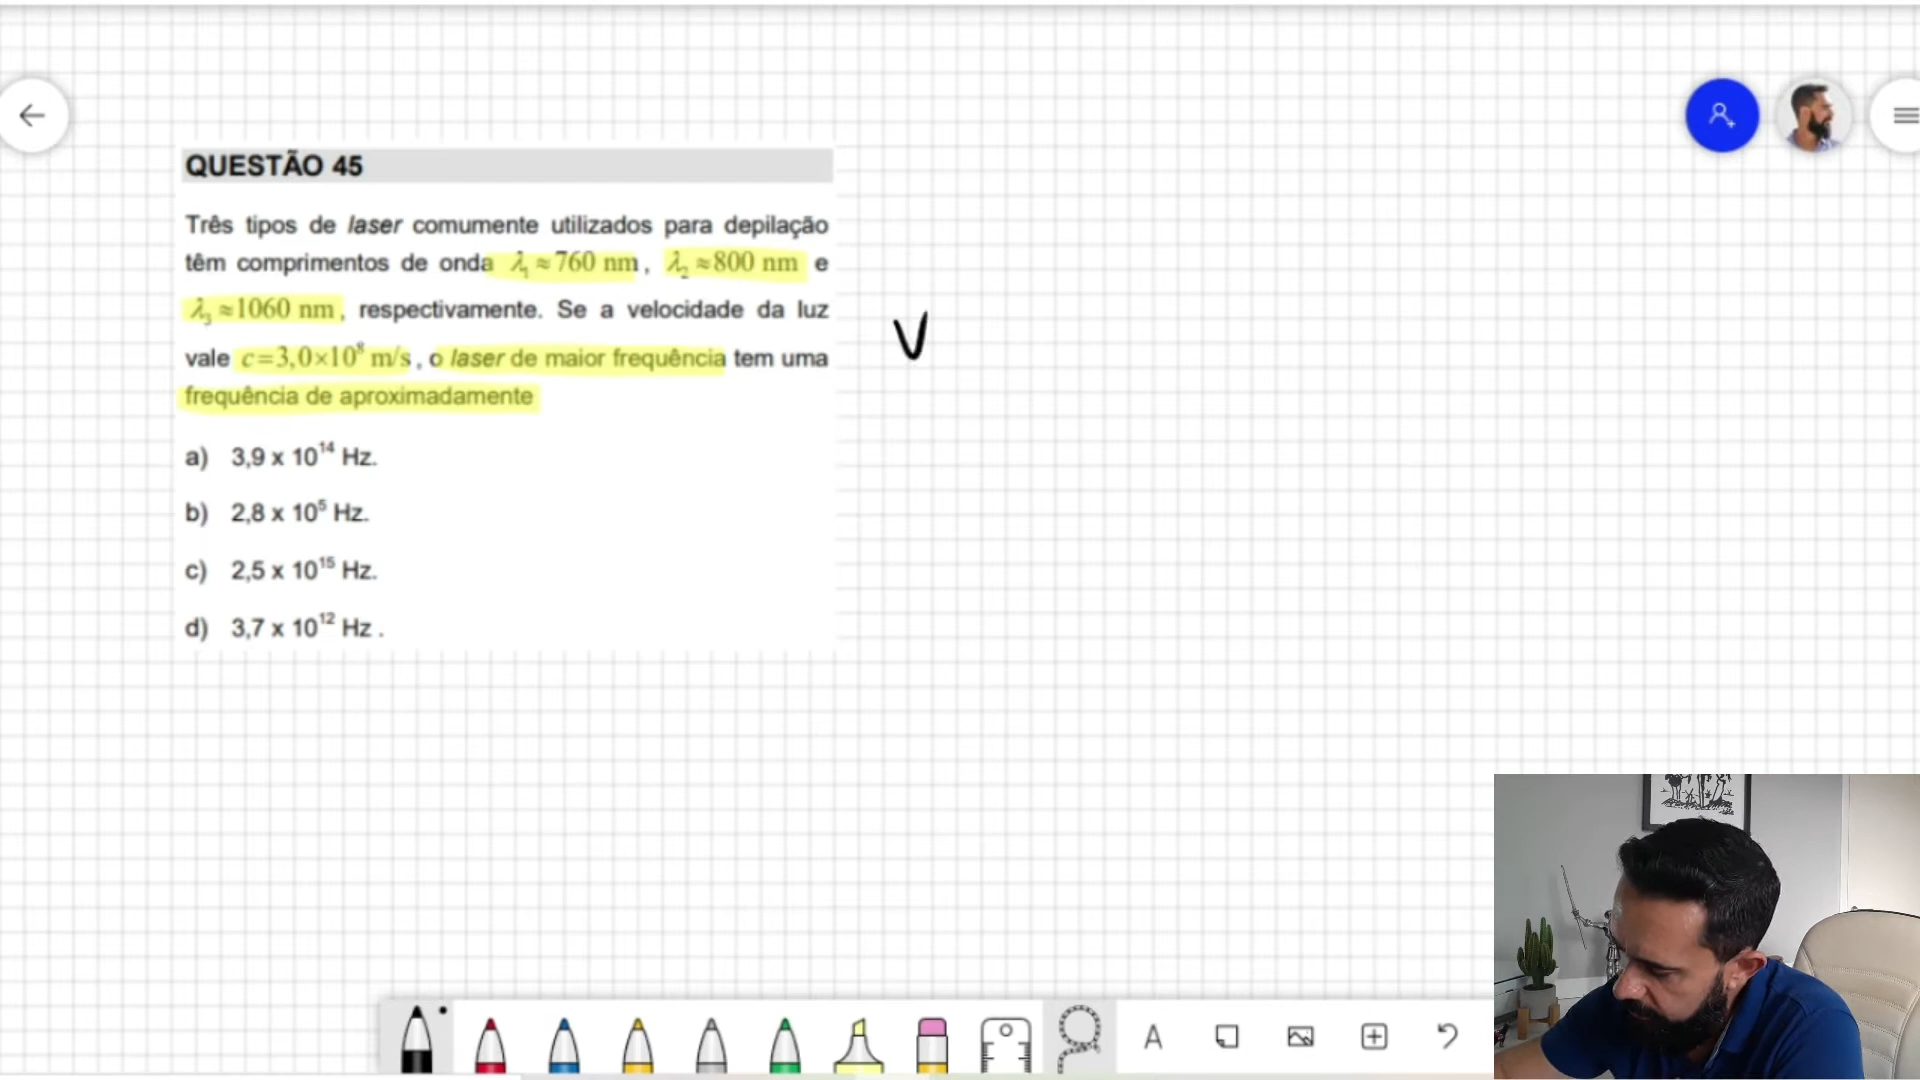 QUESTÃO 45
Três tipos de laser comumente utilizados para depilação
têm comprimentos de onda λ₁ ≈ 760 nm, λ₂ ≈ 800 nm e
λ₃ ≈ 1060 nm, respectivamente. Se a velocidade da luz
vale c = 3,0×10⁸ m/s, o laser de maior frequência tem uma
frequência de aproximadamente
a) 3,9 x 10¹⁴ Hz.
b) 2,8 x 10⁵ Hz.
c) 2,5 x 10¹⁵ Hz.
d) 3,7 x 10¹² Hz .
V
A